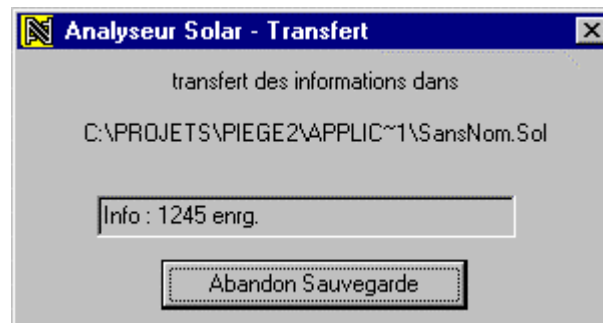 Analyseur Solar - Transfert
transfert des informations dans
C:\PROJETS\PIEGE2\APPLIC~1\SansNom.Sol
Info : 1245 enrg.
Abandon Sauvegarde